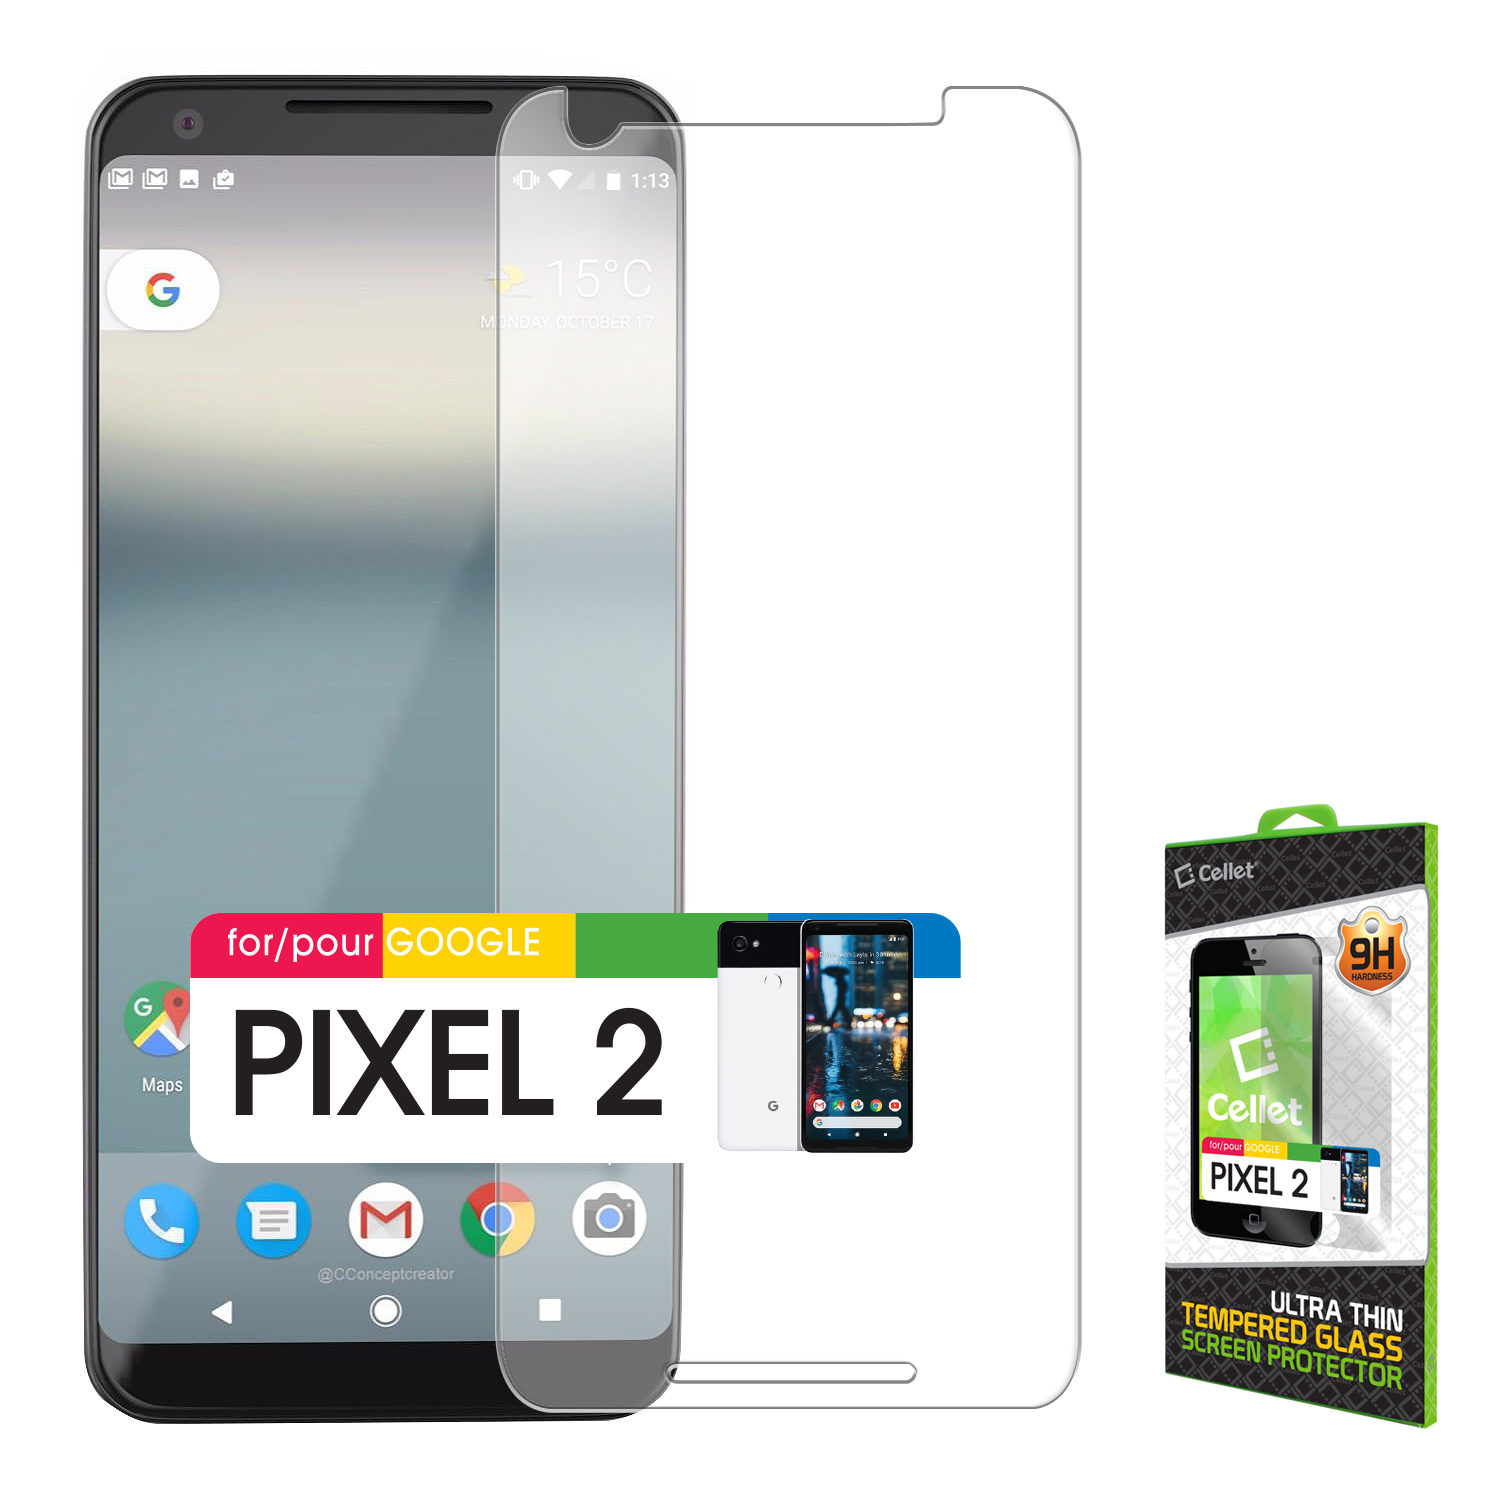 1:13
G
15°C
MONDAY, OCTOBER 17
for/pour GOOGLE
PIXEL 2
G
G
Maps
@CConceptcreator
Cellet
9H
HARDNESS
Cellet
for/pour GOOGLE
PIXEL 2
ULTRA THIN
TEMPERED GLASS
SCREEN PROTECTOR